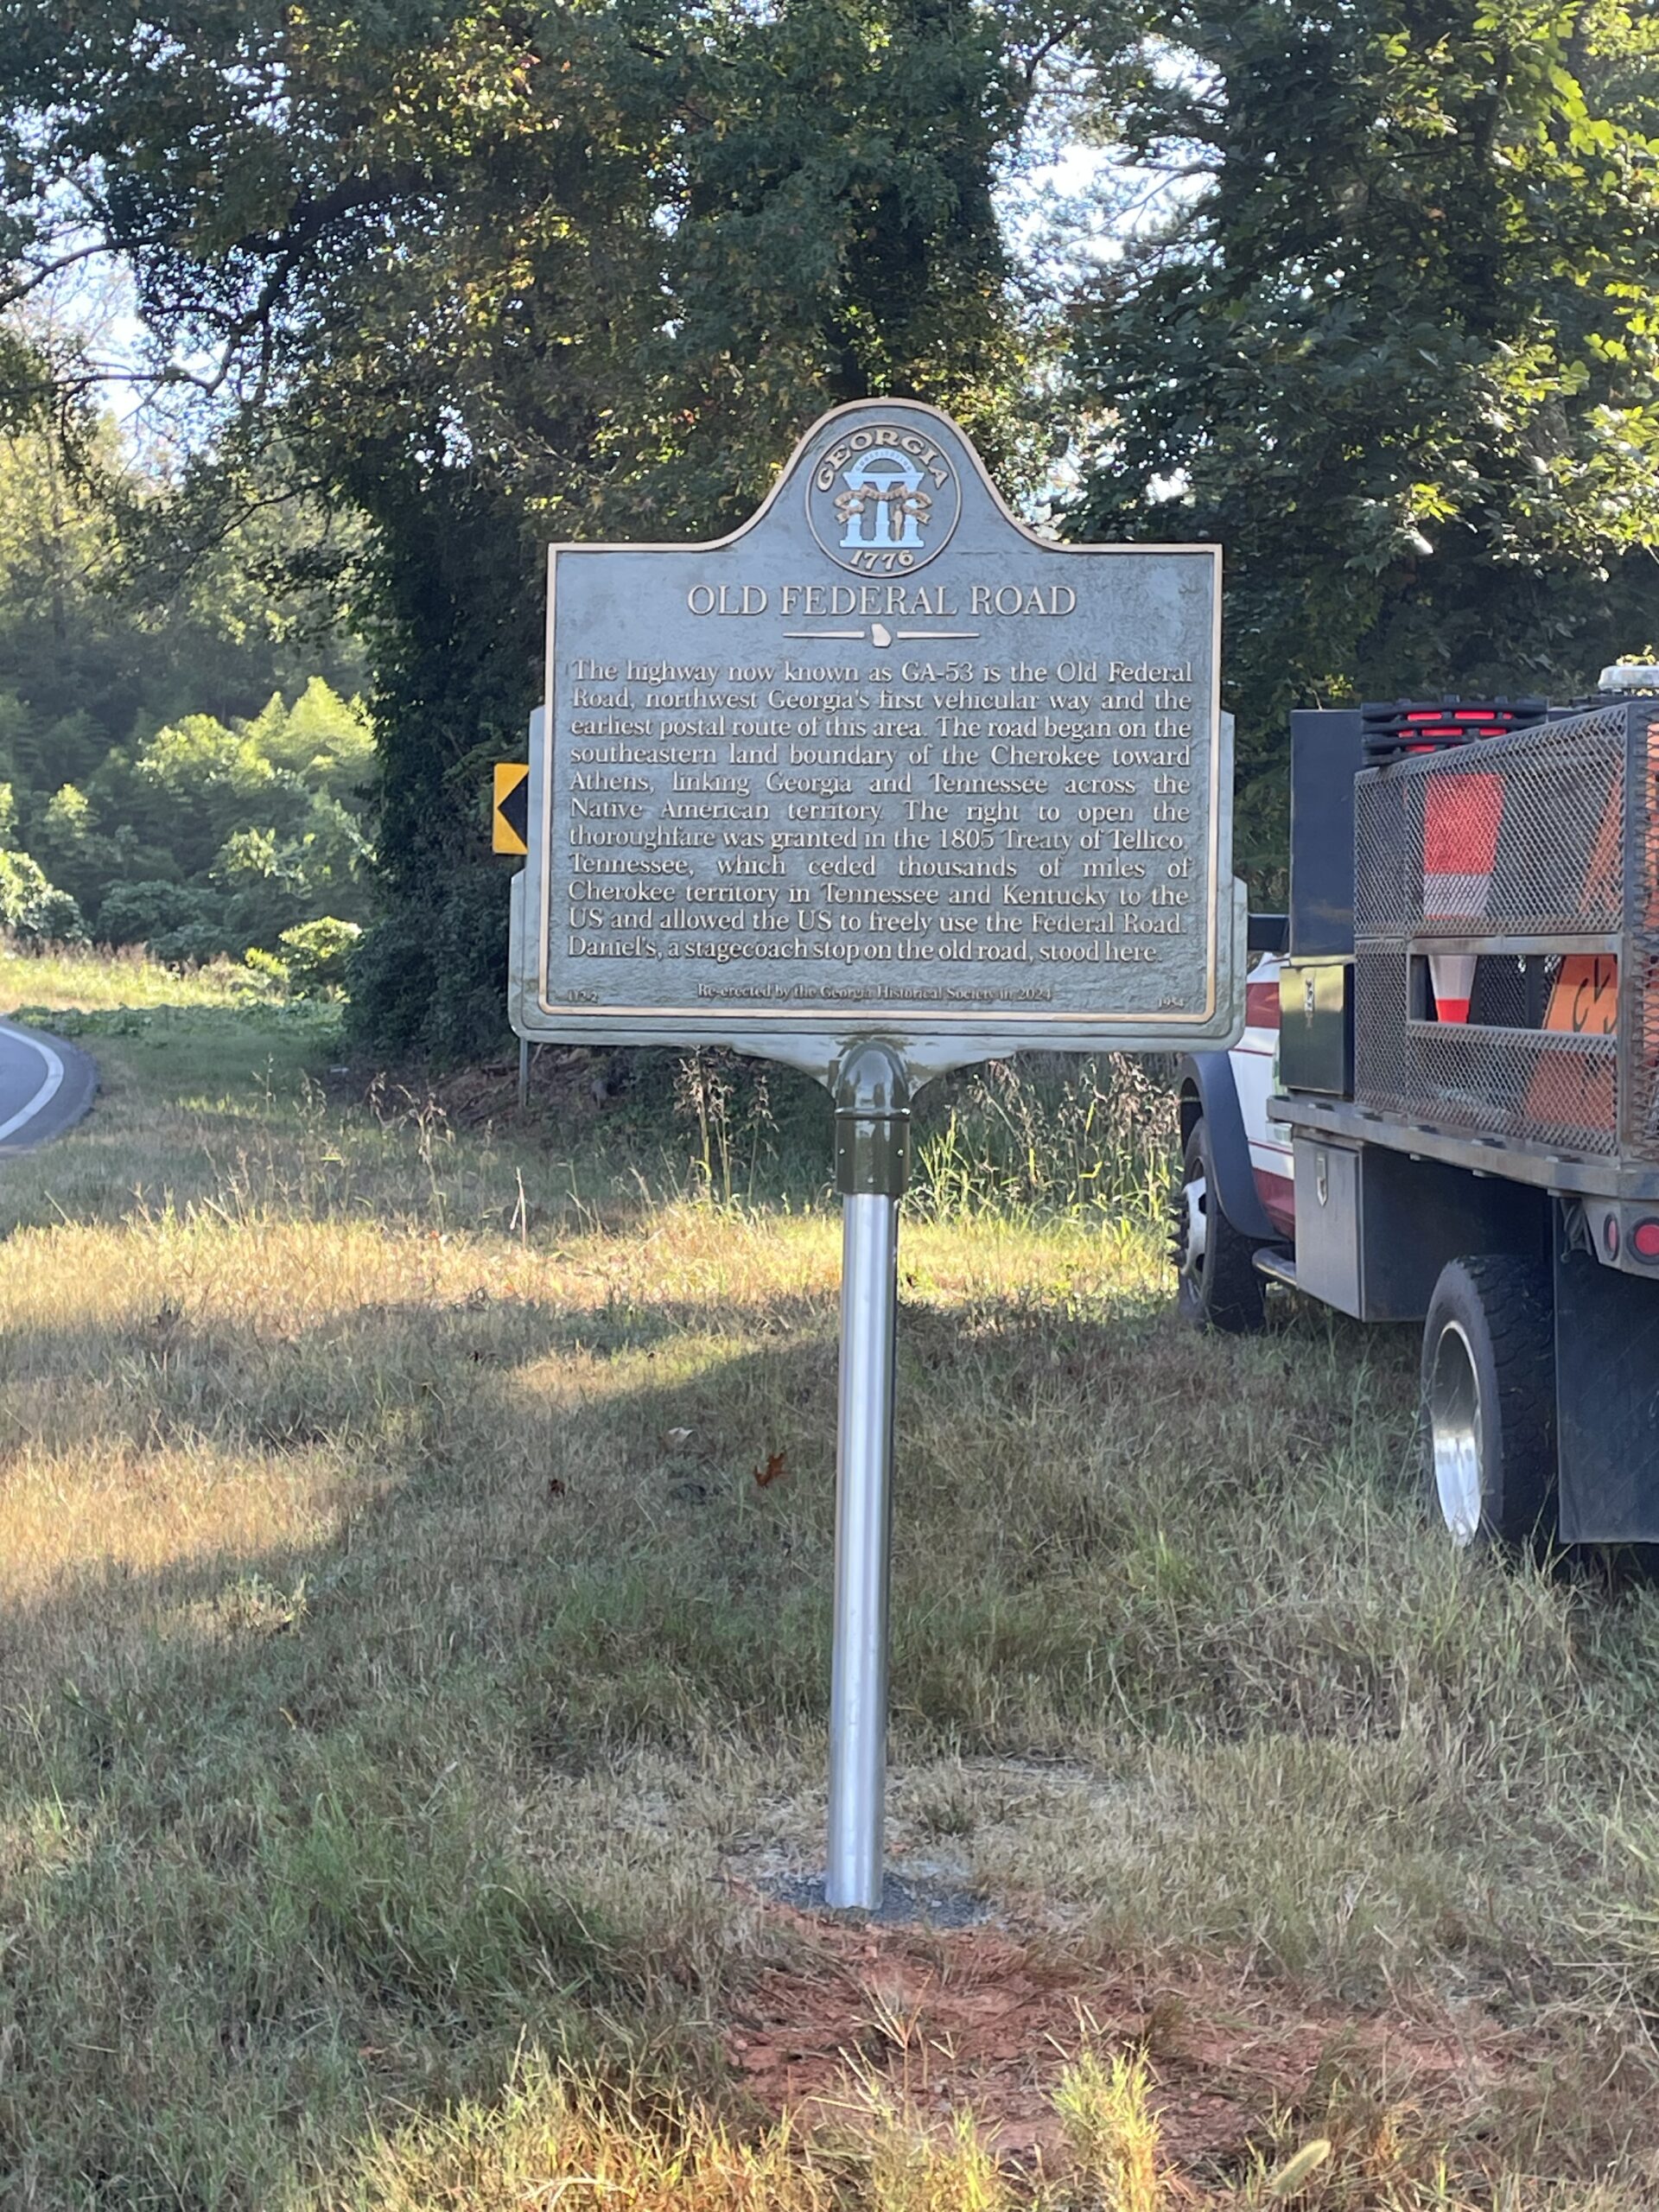 GEORGIA
CONSTITUTION
1776
OLD FEDERAL ROAD
The highway now known as GA-53 is the Old Federal
Road, northwest Georgia's first vehicular way and the
earliest postal route of this area. The road began on the
southeastern land boundary of the Cherokee toward
Athens, linking Georgia and Tennessee across the
Native American territory. The right to open the
thoroughfare was granted in the 1805 Treaty of Tellico,
Tennessee, which ceded thousands of miles of
Cherokee territory in Tennessee and Kentucky to the
US and allowed the US to freely use the Federal Road.
Daniel's, a stagecoach stop on the old road, stood here.
112-2
Re-erected by the Georgia Historical Society in 2024
1954